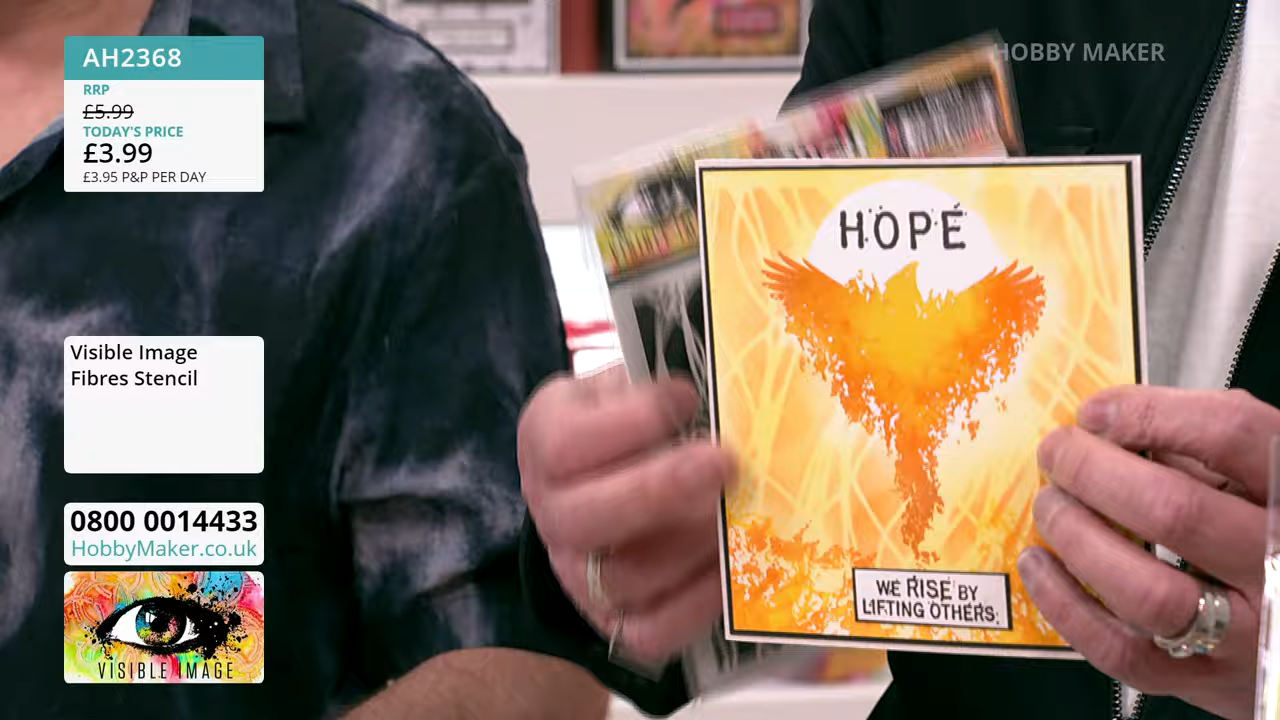 AH2368
RRP
£5.99
TODAY'S PRICE
£3.99
£3.95 P&P PER DAY
Visible Image
Fibres Stencil
0800 0014433
HobbyMaker.co.uk
VISIBLE IMAGE
HOBBY MAKER
HOPE
WE RISE BY
LIFTING OTHERS.